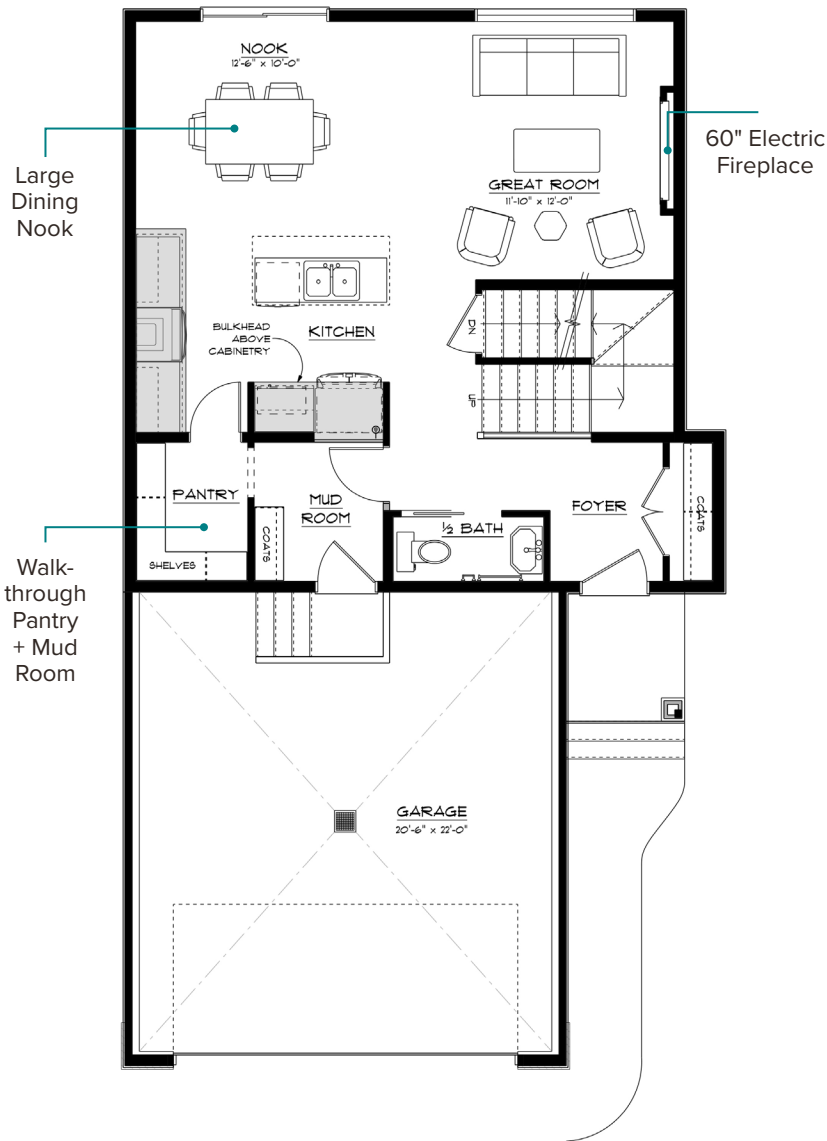 NOOK
12'-6" x 10'-0"
Large
Dining
Nook
60" Electric
Fireplace
GREAT ROOM
11'-10" x 12'-0"
BULKHEAD
ABOVE
CABINETRY
KITCHEN
DN
UP
PANTRY
SHELVES
MUD
ROOM
COATS
½ BATH
FOYER
COATS
Walk-
through
Pantry
+ Mud
Room
GARAGE
20'-6" x 22'-0"